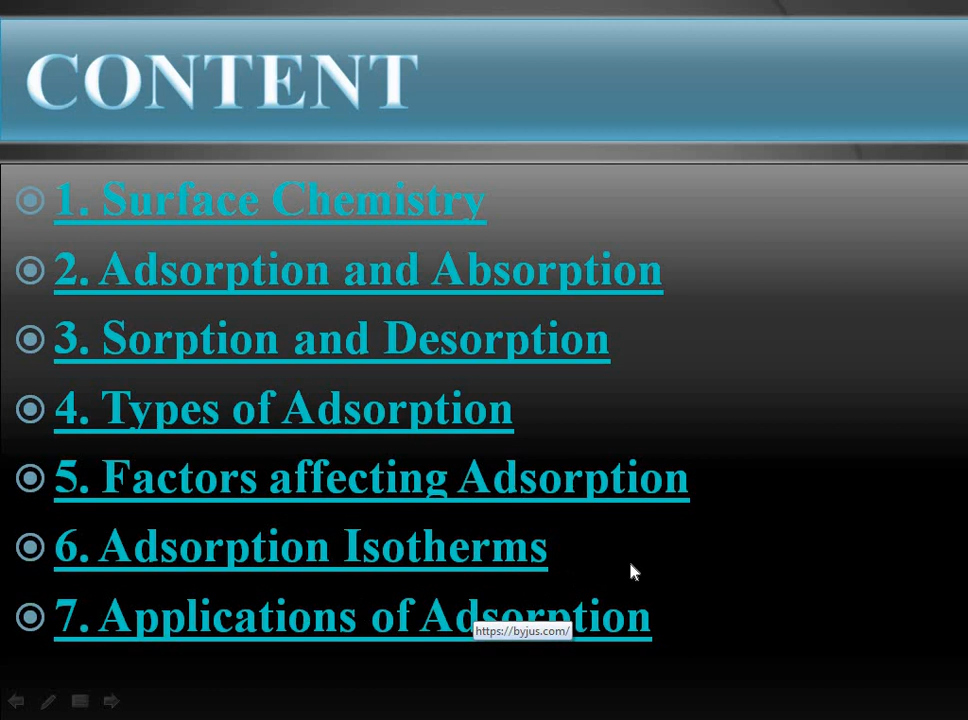 CONTENT
1. Surface Chemistry
2. Adsorption and Absorption
3. Sorption and Desorption
4. Types of Adsorption
5. Factors affecting Adsorption
6. Adsorption Isotherms
7. Applications of Adsorption
https://byjus.com/